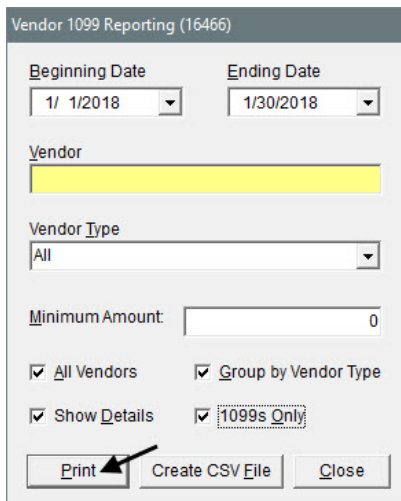 Vendor 1099 Reporting (16466)
Beginning Date Ending Date
1/ 1/2018 1/30/2018
Vendor
Vendor Type
All
Minimum Amount: 0
All Vendors Group by Vendor Type
Show Details 1099s Only
Print Create CSV File Close